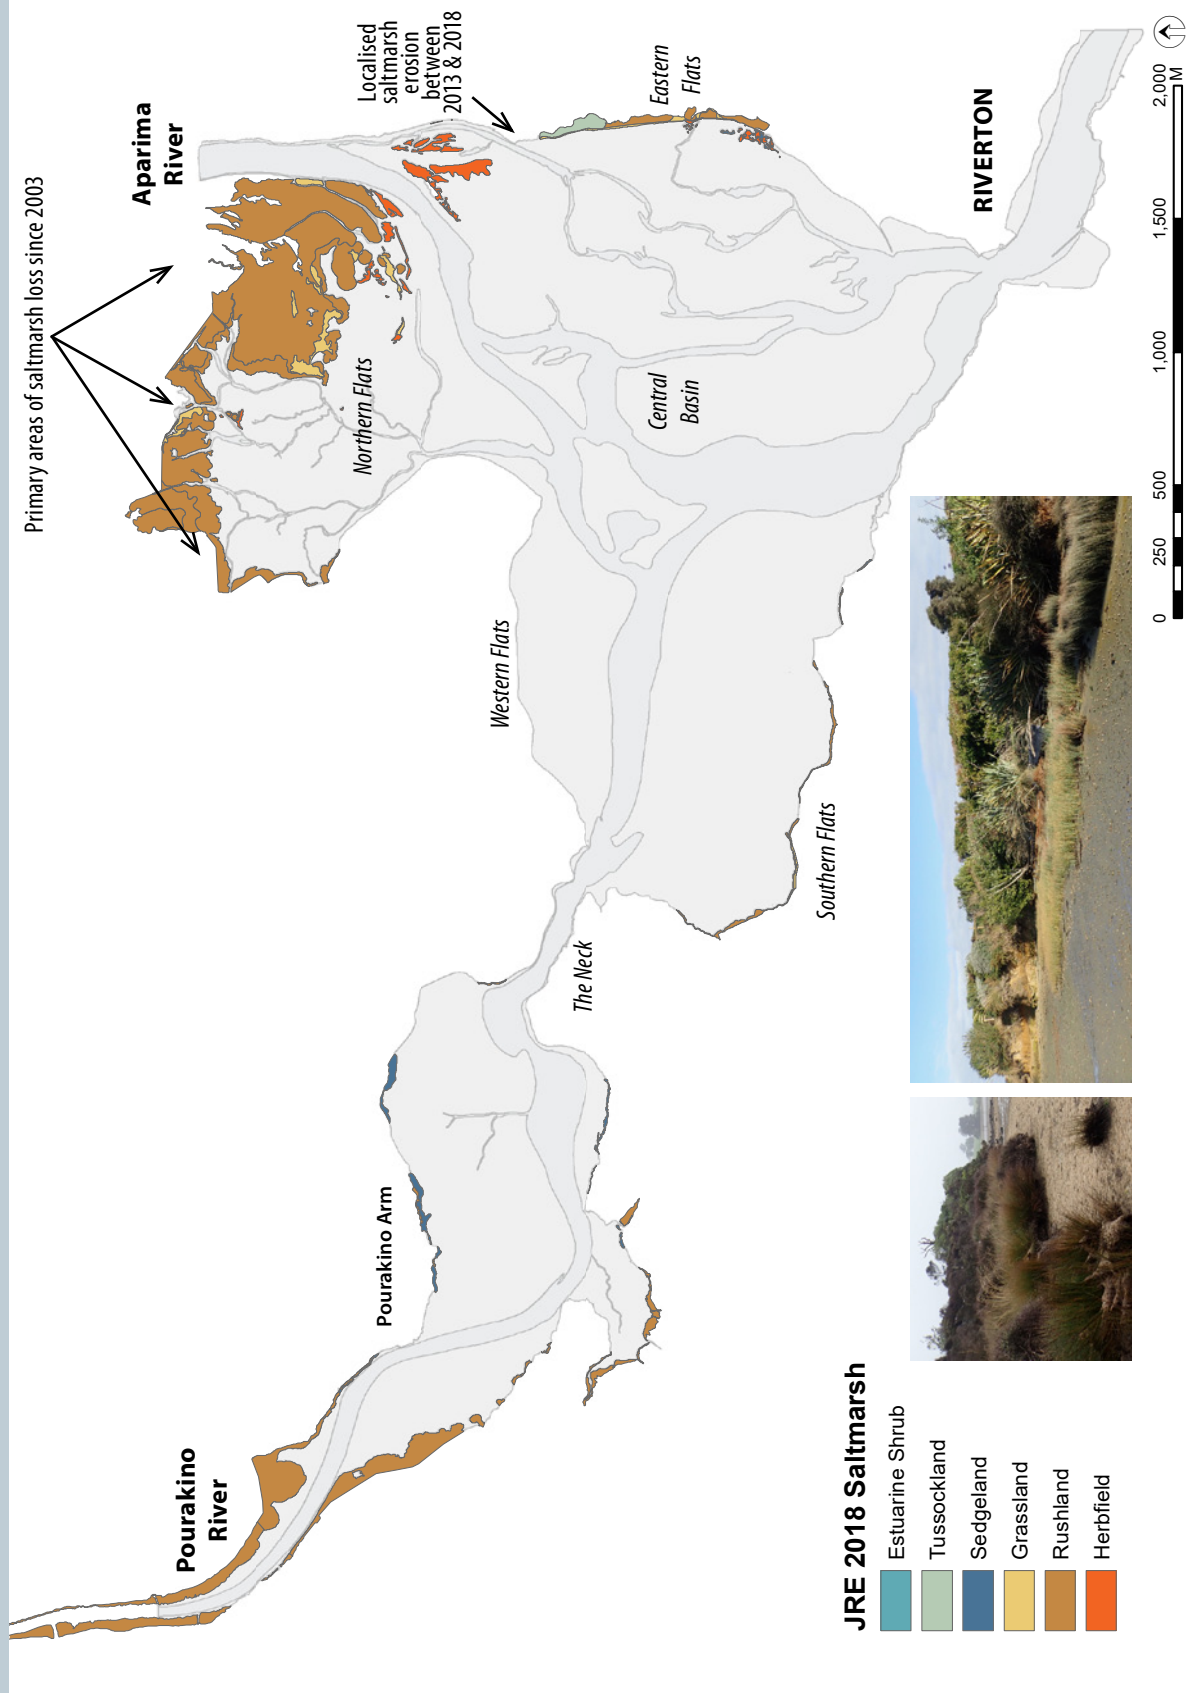 Primary areas of saltmarsh loss since 2003
Aparima
River
Localised
saltmarsh
erosion
between
2013 & 2018
Eastern
Flats
Northern Flats
Central
Basin
RIVERTON
Western Flats
Southern Flats
The Neck
Pourakino Arm
Pourakino
River
JRE 2018 Saltmarsh
Estuarine Shrub
Tussockland
Sedgeland
Grassland
Rushland
Herbfield
0 250 500 1,000 1,500 2,000
M